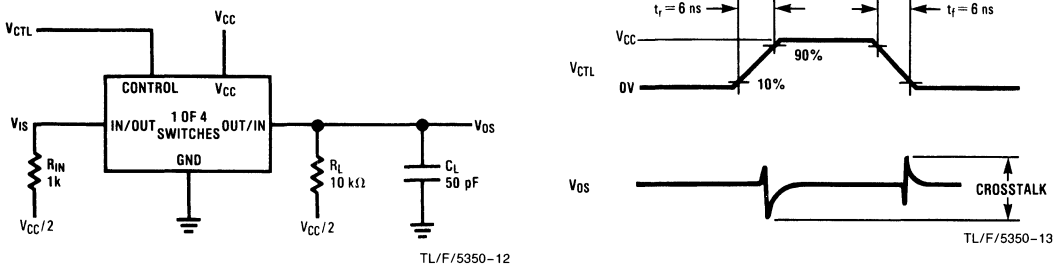 VCTL
VCC
CONTROL
VCC
VIS
IN/OUT
1 OF 4
SWITCHES
OUT/IN
VOS
GND
RIN
1k
RL
10 kΩ
CL
50 pF
VCC/2
VCC/2
TL/F/5350-12
tr = 6 ns
tf = 6 ns
VCC
90%
VCTL
10%
0V
VOS
CROSSTALK
TL/F/5350-13